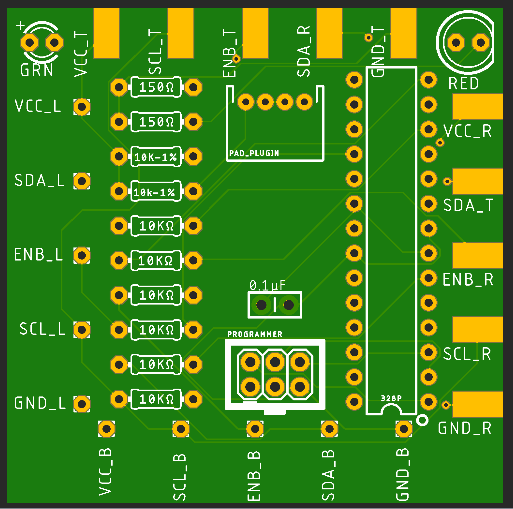 +
GRN
VCC_T
SCL_T
ENB_T
SDA_R
GND_T
RED
VCC_L
150Ω
150Ω
PAD_PLUGIN
VCC_R
10k-1%
SDA_L
10k-1%
SDA_T
10KΩ
ENB_L
10KΩ
ENB_R
10KΩ
0.1µF
SCL_L
10KΩ
PROGRAMMER
SCL_R
10KΩ
GND_L
10KΩ
328P
GND_R
VCC_B
SCL_B
ENB_B
SDA_B
GND_B